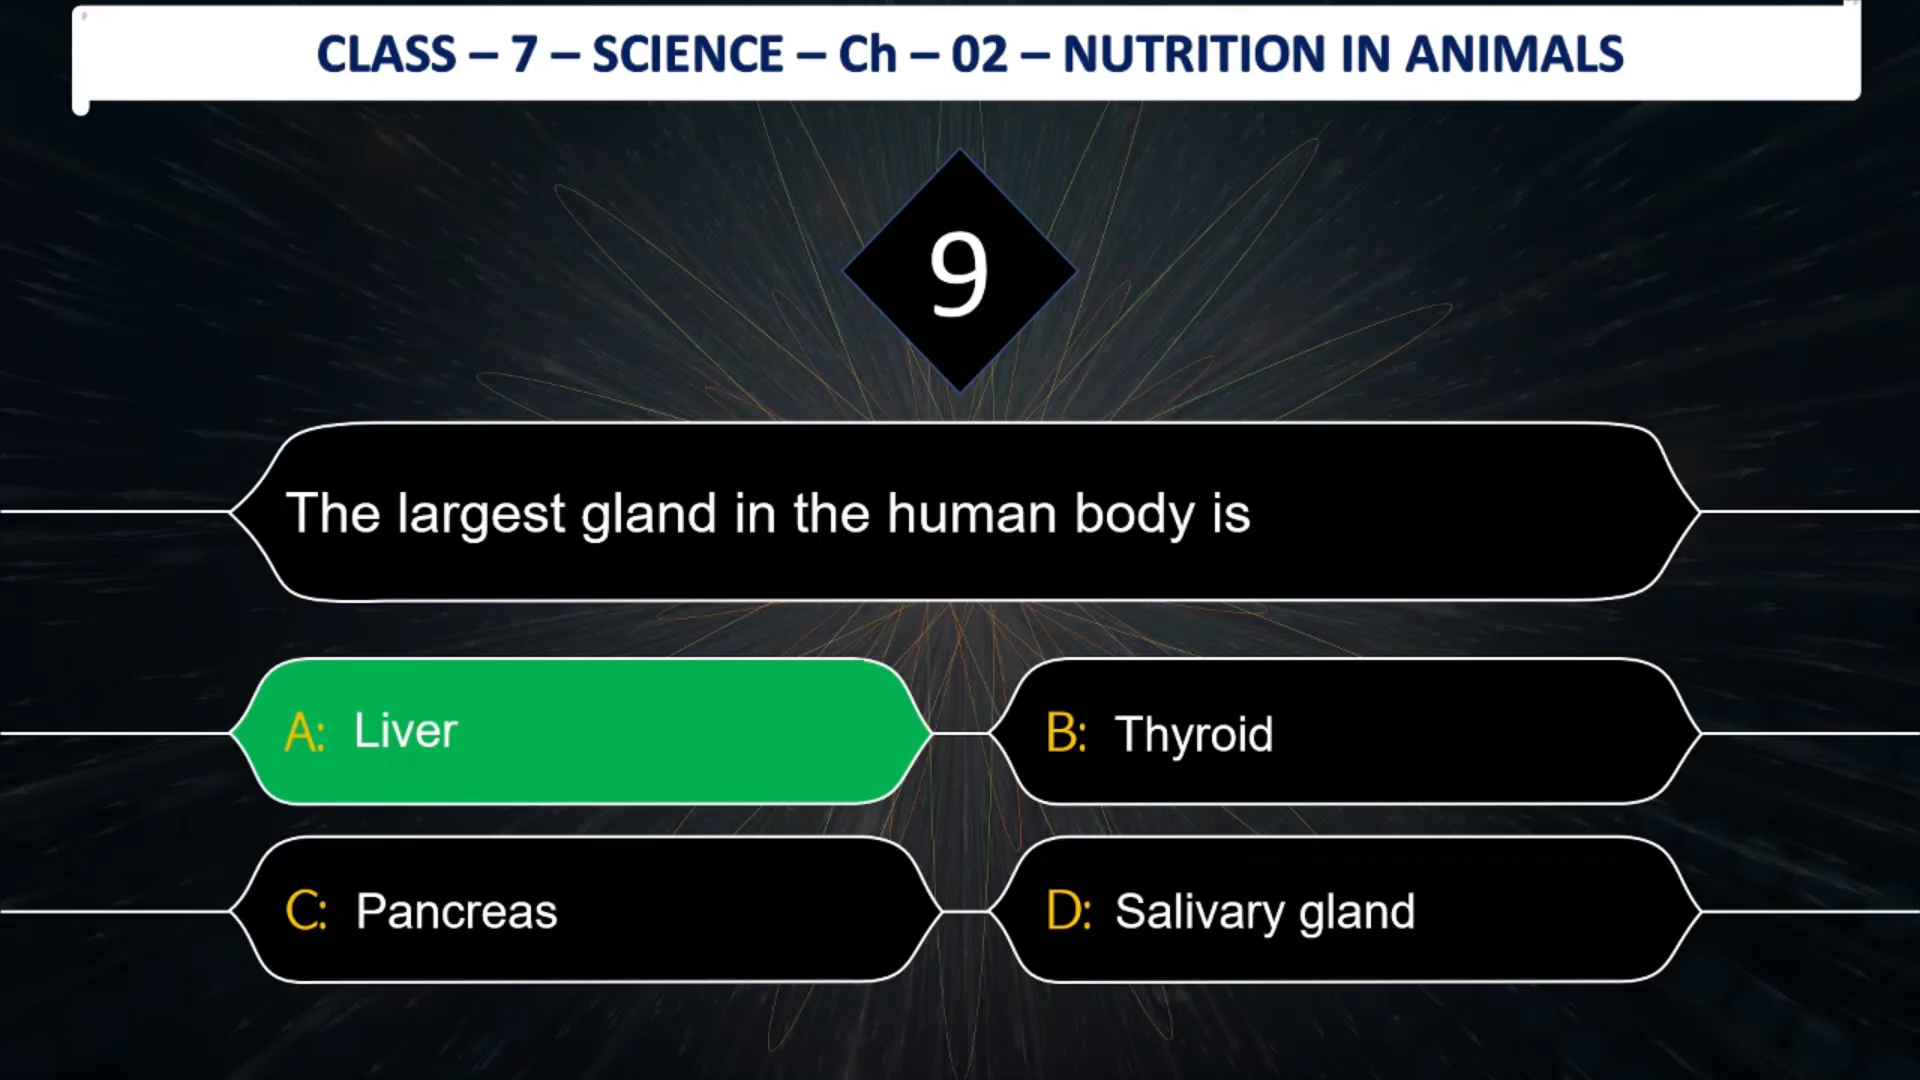 CLASS – 7 – SCIENCE – Ch – 02 – NUTRITION IN ANIMALS
9
The largest gland in the human body is
A: Liver
B: Thyroid
C: Pancreas
D: Salivary gland